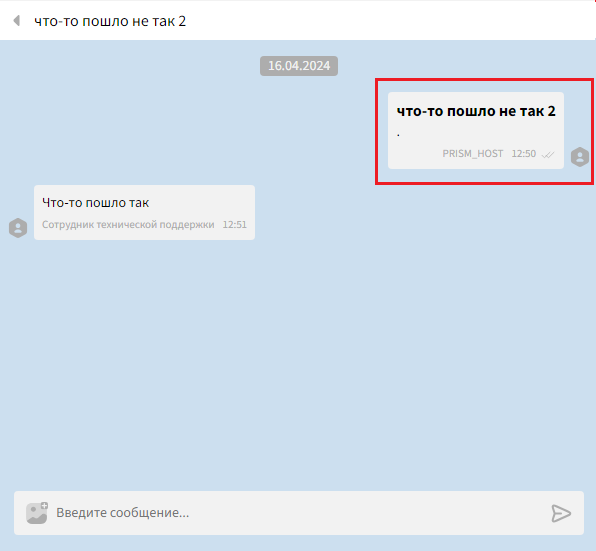 что-то пошло не так 2
16.04.2024
что-то пошло не так 2
.
PRISM_HOST 12:50
Что-то пошло так
Сотрудник технической поддержки 12:51
Введите сообщение...